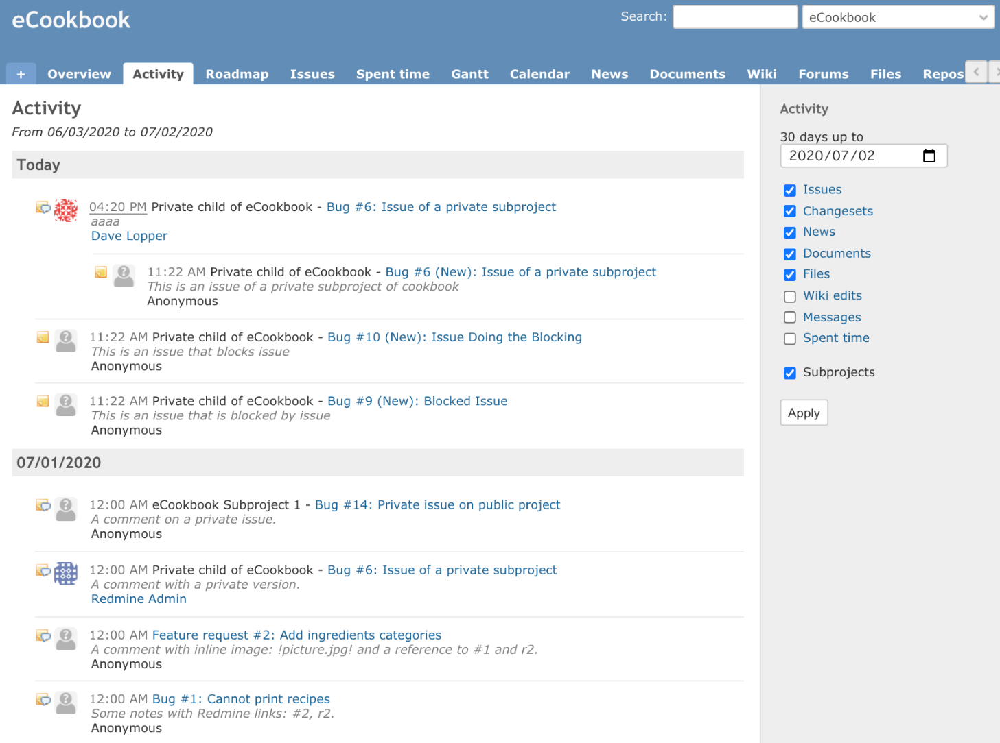 eCookbook
Search:
eCookbook
+ Overview Activity Roadmap Issues Spent time Gantt Calendar News Documents Wiki Forums Files Repos
Activity
From 06/03/2020 to 07/02/2020
Today
04:20 PM Private child of eCookbook - Bug #6: Issue of a private subproject
aaaa
Dave Lopper
11:22 AM Private child of eCookbook - Bug #6 (New): Issue of a private subproject
This is an issue of a private subproject of cookbook
Anonymous
11:22 AM Private child of eCookbook - Bug #10 (New): Issue Doing the Blocking
This is an issue that blocks issue
Anonymous
11:22 AM Private child of eCookbook - Bug #9 (New): Blocked Issue
This is an issue that is blocked by issue
Anonymous
07/01/2020
12:00 AM eCookbook Subproject 1 - Bug #14: Private issue on public project
A comment on a private issue.
Anonymous
12:00 AM Private child of eCookbook - Bug #6: Issue of a private subproject
A comment with a private version.
Redmine Admin
12:00 AM Feature request #2: Add ingredients categories
A comment with inline image: !picture.jpg! and a reference to #1 and r2.
Anonymous
12:00 AM Bug #1: Cannot print recipes
Some notes with Redmine links: #2, r2.
Anonymous
Activity
30 days up to
2020/07/02
Issues
Changesets
News
Documents
Files
Wiki edits
Messages
Spent time
Subprojects
Apply